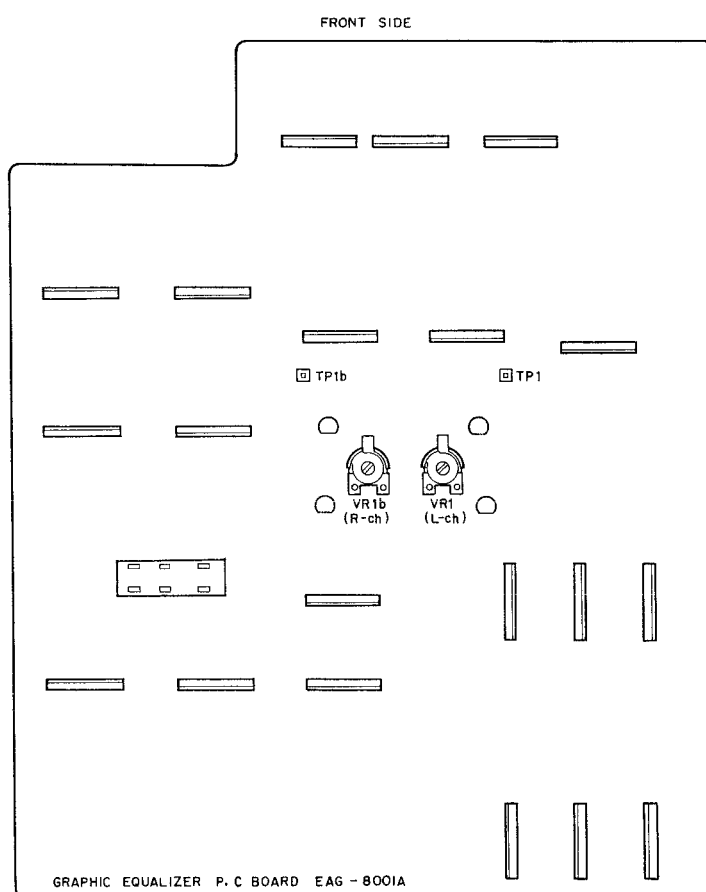 FRONT SIDE
TP1b
TP1
VR1b
(R-ch)
VR1
(L-ch)
GRAPHIC EQUALIZER P.C BOARD EAG-8001A